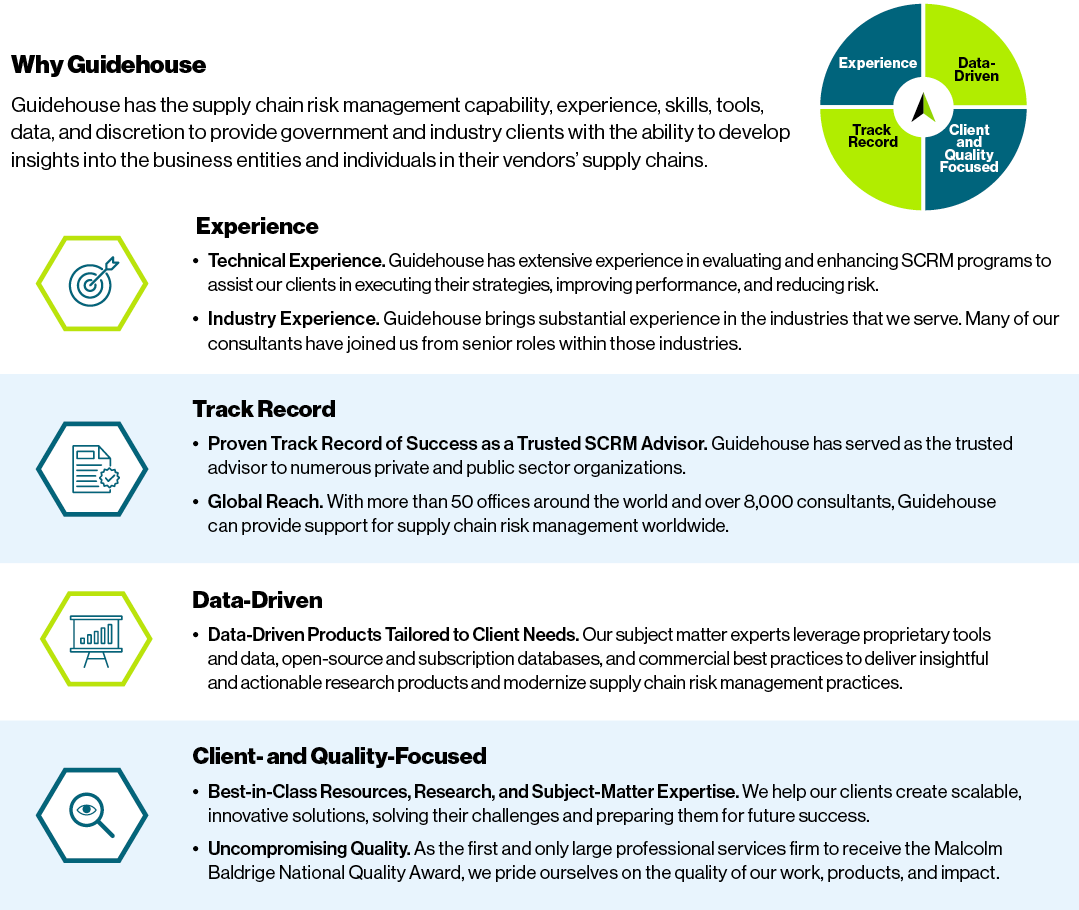 Why Guidehouse
Guidehouse has the supply chain risk management capability, experience, skills, tools,
data, and discretion to provide government and industry clients with the ability to develop
insights into the business entities and individuals in their vendors’ supply chains.
Experience
Data-
Driven
Track
Record
Client
and
Quality
Focused
Experience
• Technical Experience. Guidehouse has extensive experience in evaluating and enhancing SCRM programs to
assist our clients in executing their strategies, improving performance, and reducing risk.
• Industry Experience. Guidehouse brings substantial experience in the industries that we serve. Many of our
consultants have joined us from senior roles within those industries.
Track Record
• Proven Track Record of Success as a Trusted SCRM Advisor. Guidehouse has served as the trusted
advisor to numerous private and public sector organizations.
• Global Reach. With more than 50 offices around the world and over 8,000 consultants, Guidehouse
can provide support for supply chain risk management worldwide.
Data-Driven
• Data-Driven Products Tailored to Client Needs. Our subject matter experts leverage proprietary tools
and data, open-source and subscription databases, and commercial best practices to deliver insightful
and actionable research products and modernize supply chain risk management practices.
Client- and Quality-Focused
• Best-in-Class Resources, Research, and Subject-Matter Expertise. We help our clients create scalable,
innovative solutions, solving their challenges and preparing them for future success.
• Uncompromising Quality. As the first and only large professional services firm to receive the Malcolm
Baldrige National Quality Award, we pride ourselves on the quality of our work, products, and impact.